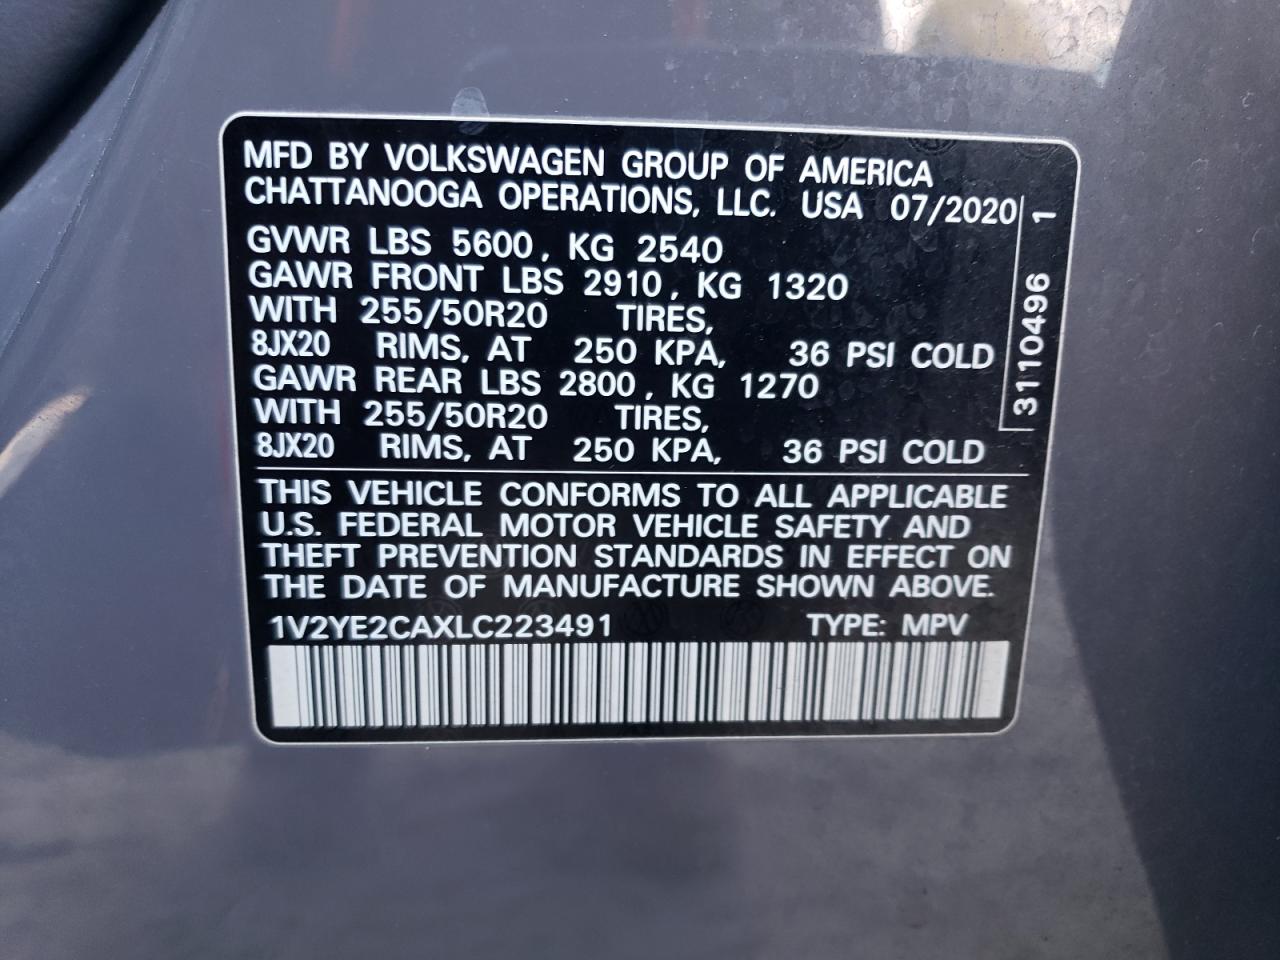 MFD BY VOLKSWAGEN GROUP OF AMERICA
CHATTANOOGA OPERATIONS, LLC. USA 07/2020
GVWR LBS 5600, KG 2540
GAWR FRONT LBS 2910, KG 1320
WITH 255/50R20 TIRES,
8JX20 RIMS, AT 250 KPA, 36 PSI COLD
GAWR REAR LBS 2800, KG 1270
WITH 255/50R20 TIRES,
8JX20 RIMS, AT 250 KPA, 36 PSI COLD
3110496 1
THIS VEHICLE CONFORMS TO ALL APPLICABLE
U.S. FEDERAL MOTOR VEHICLE SAFETY AND
THEFT PREVENTION STANDARDS IN EFFECT ON
THE DATE OF MANUFACTURE SHOWN ABOVE.
1V2YE2CAXLC223491 TYPE: MPV